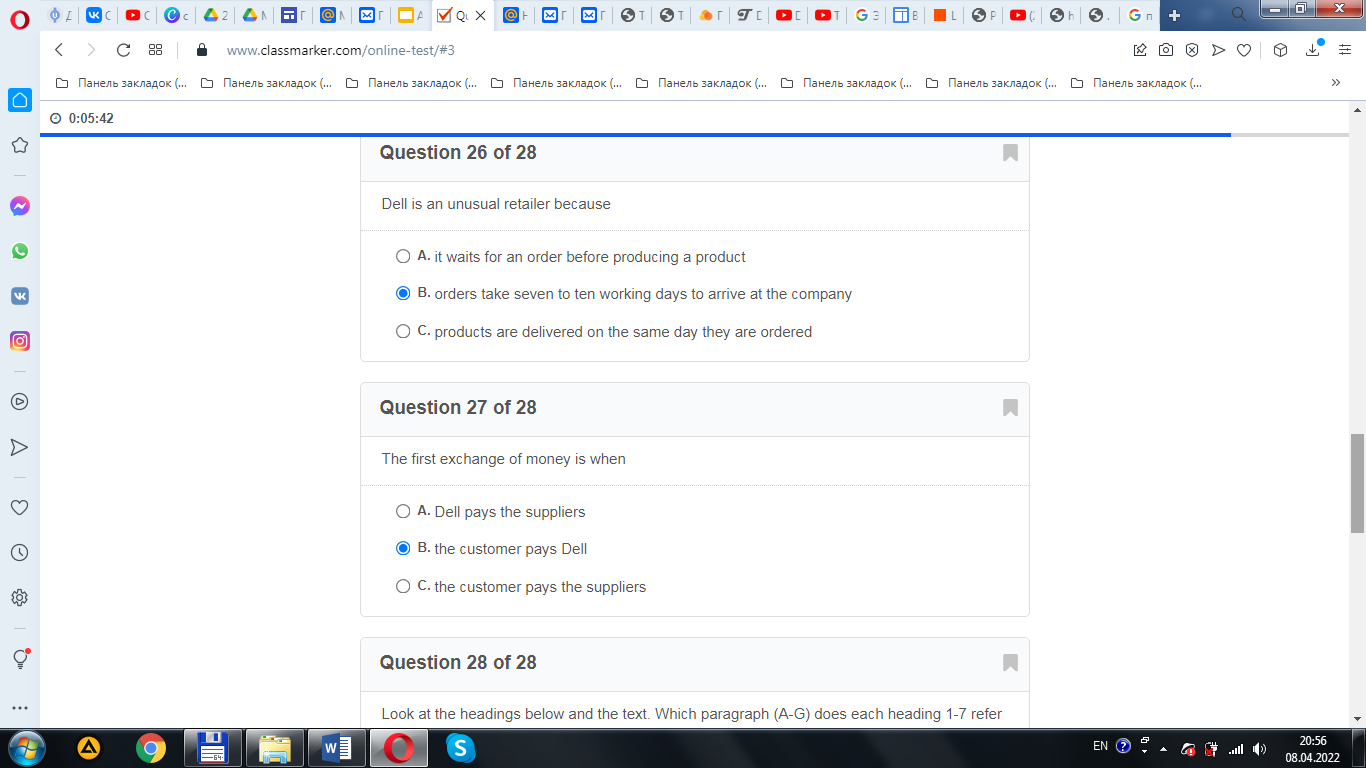 www.classmarker.com/online-test/#3
Панель закладок (... Панель закладок (... Панель закладок (... Панель закладок (... Панель закладок (... Панель закладок (... Панель закладок (... Панель закладок (...
0:05:42
Question 26 of 28
Dell is an unusual retailer because
A. it waits for an order before producing a product
B. orders take seven to ten working days to arrive at the company
C. products are delivered on the same day they are ordered
Question 27 of 28
The first exchange of money is when
A. Dell pays the suppliers
B. the customer pays Dell
C. the customer pays the suppliers
Question 28 of 28
Look at the headings below and the text. Which paragraph (A-G) does each heading 1-7 refer
EN
20:56
08.04.2022